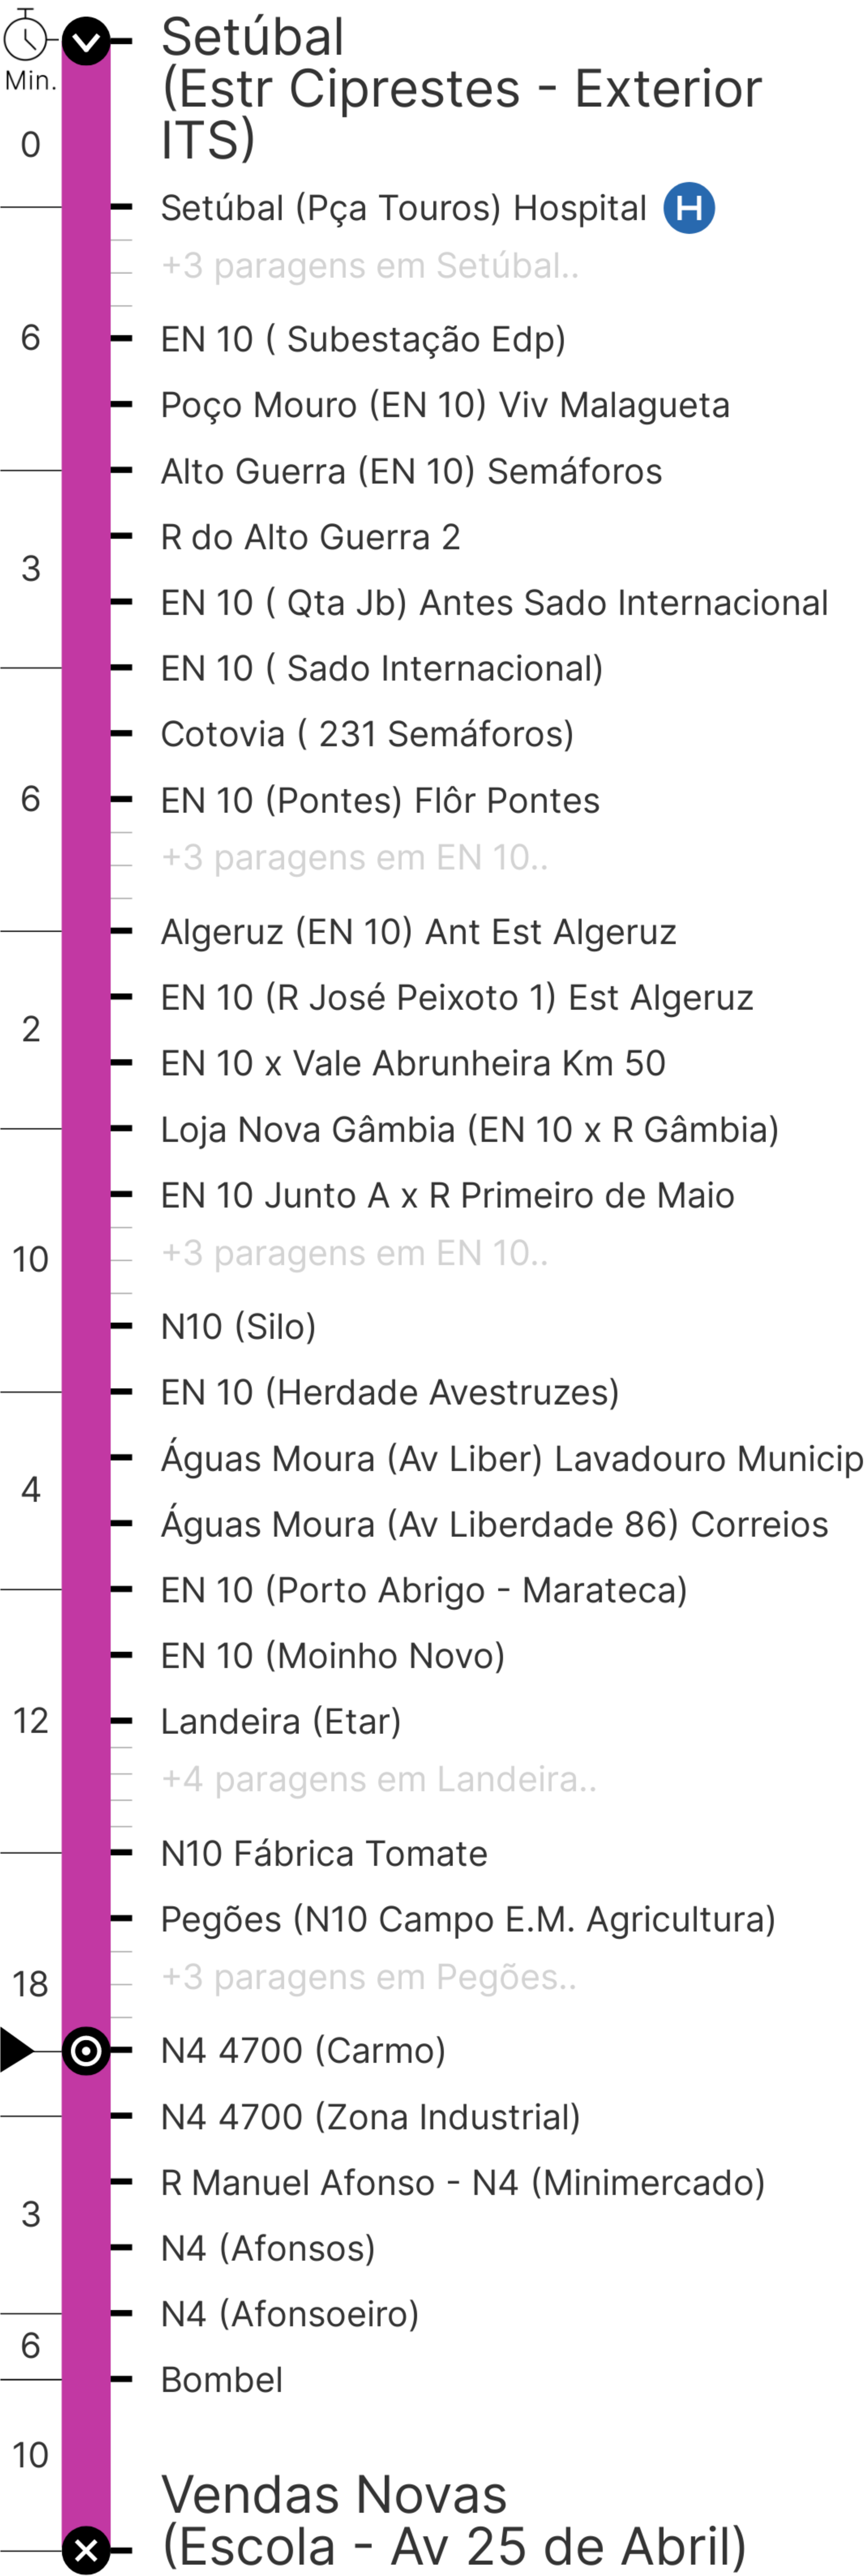 Min.
Setúbal
(Estr Ciprestes - Exterior
ITS)
0
Setúbal (Pça Touros) Hospital H
+3 paragens em Setúbal..
6
EN 10 ( Subestação Edp)
Poço Mouro (EN 10) Viv Malagueta
Alto Guerra (EN 10) Semáforos
R do Alto Guerra 2
3
EN 10 ( Qta Jb) Antes Sado Internacional
EN 10 ( Sado Internacional)
Cotovia ( 231 Semáforos)
6
EN 10 (Pontes) Flôr Pontes
+3 paragens em EN 10..
Algeruz (EN 10) Ant Est Algeruz
EN 10 (R José Peixoto 1) Est Algeruz
2
EN 10 x Vale Abrunheira Km 50
Loja Nova Gâmbia (EN 10 x R Gâmbia)
EN 10 Junto A x R Primeiro de Maio
10
+3 paragens em EN 10..
N10 (Silo)
EN 10 (Herdade Avestruzes)
Águas Moura (Av Liber) Lavadouro Municip
4
Águas Moura (Av Liberdade 86) Correios
EN 10 (Porto Abrigo - Marateca)
EN 10 (Moinho Novo)
12
Landeira (Etar)
+4 paragens em Landeira..
N10 Fábrica Tomate
Pegões (N10 Campo E.M. Agricultura)
18
+3 paragens em Pegões..
N4 4700 (Carmo)
N4 4700 (Zona Industrial)
R Manuel Afonso - N4 (Minimercado)
3
N4 (Afonsos)
N4 (Afonsoeiro)
6
Bombel
10
Vendas Novas
(Escola - Av 25 de Abril)